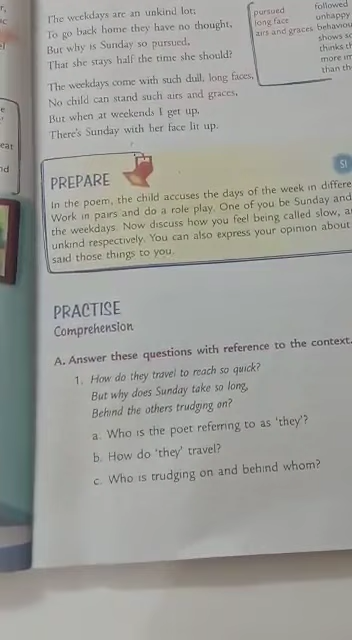 The weekdays are an unkind lot;
To go back home they have no thought,
But why is Sunday so pursued,
That she stays half the time she should?
The weekdays come with such dull, long faces,
No child can stand such airs and graces,
But when at weekends I get up,
There's Sunday with her face lit up.
pursued followed
long face unhappy
airs and graces behaviou
shows so
thinks th
more im
than th
eat
PREPARE
SI
In the poem, the child accuses the days of the week in differe
Work in pairs and do a role play. One of you be Sunday and
the weekdays. Now discuss how you feel being called slow, a
unkind respectively. You can also express your opinion about
said those things to you.
PRACTISE
Comprehension
A. Answer these questions with reference to the context.
1. How do they travel to reach so quick?
But why does Sunday take so long,
Behind the others trudging on?
a. Who is the poet referring to as 'they'?
b. How do 'they' travel?
c. Who is trudging on and behind whom?